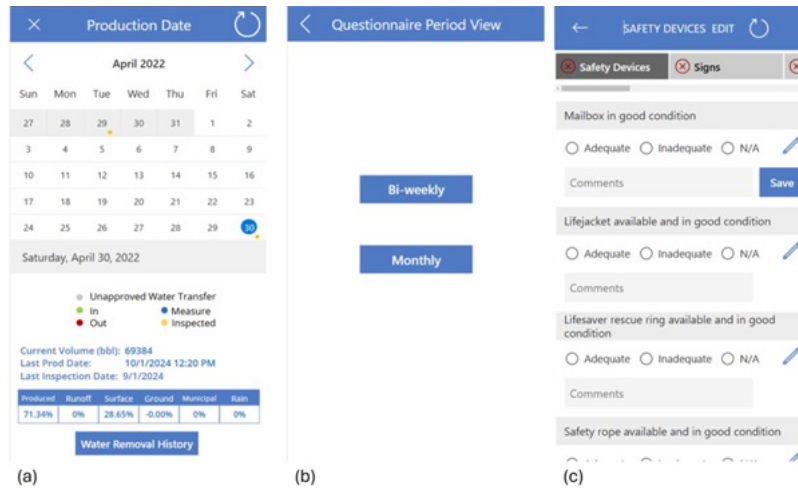 Production Date
April 2022
Sun Mon Tue Wed Thu Fri Sat
27 28 29 30 31 1 2
3 4 5 6 7 8 9
10 11 12 13 14 15 16
17 18 19 20 21 22 23
24 25 26 27 28 29 30
Saturday, April 30, 2022
Unapproved Water Transfer
In Measure
Out Inspected
Current Volume (bbl): 69384
Last Prod Date: 10/1/2024 12:20 PM
Last Inspection Date: 9/1/2024
Produced Runoff Surface Ground Municipal Rain
71.34% 0% 28.65% -0.00% 0% 0%
Water Removal History
(a)
Questionnaire Period View
Bi-weekly
Monthly
(b)
SAFETY DEVICES EDIT
Safety Devices Signs
Mailbox in good condition
Adequate Inadequate N/A
Comments Save
Lifejacket available and in good condition
Adequate Inadequate N/A
Comments
Lifesaver rescue ring available and in good
condition
Adequate Inadequate N/A
Comments
Safety rope available and in good condition
(c)